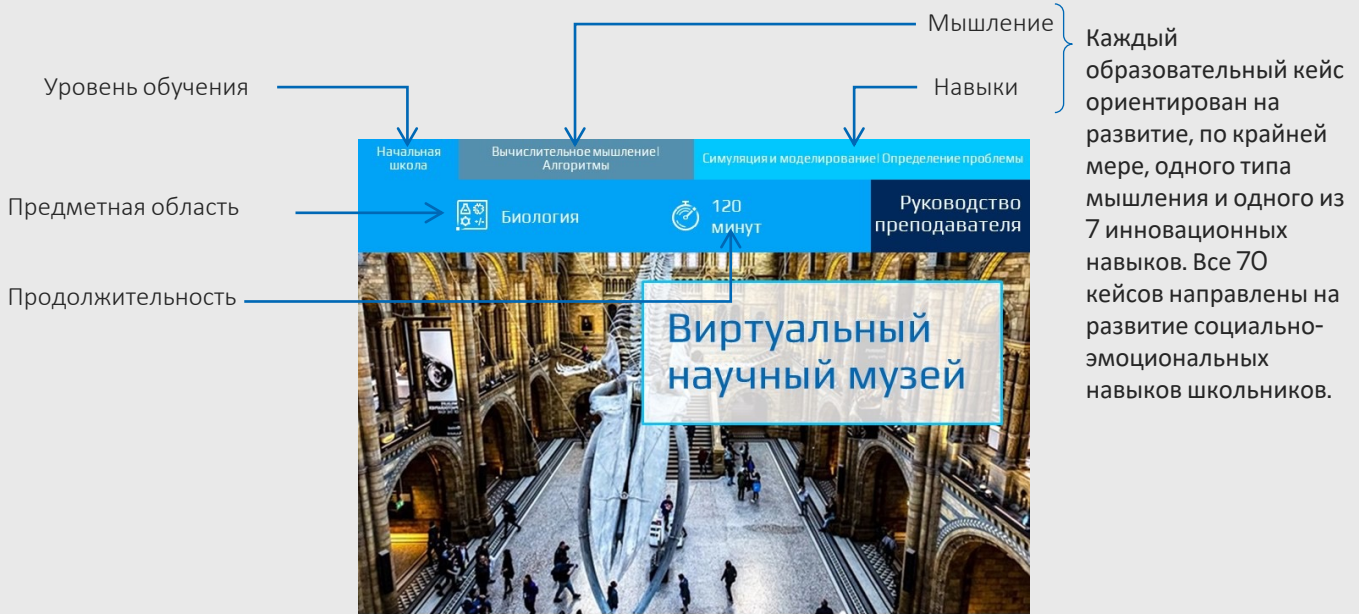 Мышление
Навыки
Уровень обучения
Предметная область
Продолжительность
Начальная
школа
Вычислительное мышление|
Алгоритмы
Симуляция и моделирование| Определение проблемы
Биология
120
минут
Руководство
преподавателя
Виртуальный
научный музей
Каждый
образовательный кейс
ориентирован на
развитие, по крайней
мере, одного типа
мышления и одного из
7 инновационных
навыков. Все 70
кейсов направлены на
развитие социально-
эмоциональных
навыков школьников.